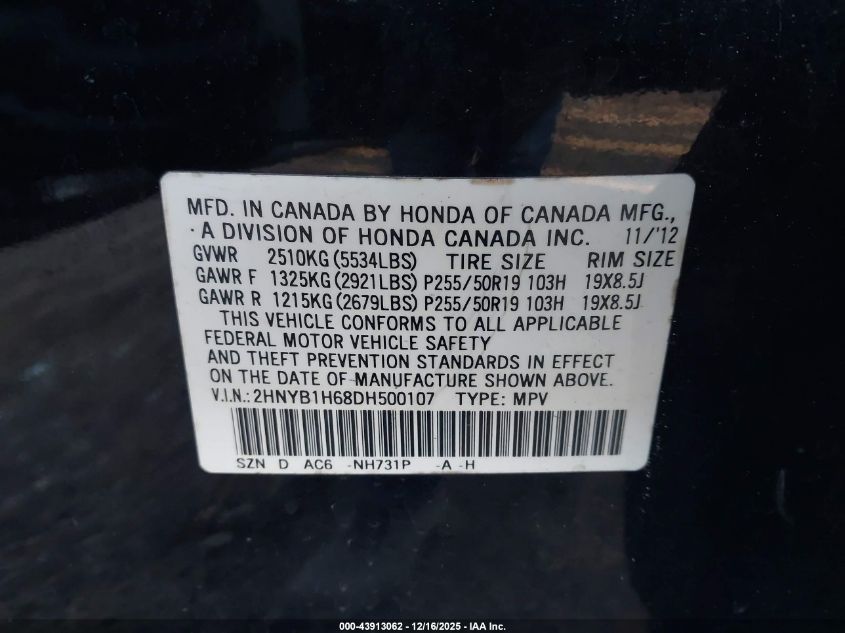 MFD. IN CANADA BY HONDA OF CANADA MFG.,
A DIVISION OF HONDA CANADA INC. 11/'12
GVWR 2510KG (5534LBS) TIRE SIZE RIM SIZE
GAWR F 1325KG (2921LBS) P255/50R19 103H 19X8.5J
GAWR R 1215KG (2679LBS) P255/50R19 103H 19X8.5J
THIS VEHICLE CONFORMS TO ALL APPLICABLE
FEDERAL MOTOR VEHICLE SAFETY
AND THEFT PREVENTION STANDARDS IN EFFECT
ON THE DATE OF MANUFACTURE SHOWN ABOVE.
V.I.N.: 2HNYB1H68DH500107 TYPE: MPV
SZN D AC6 -NH731P -A -H
000-43913062 - 12/16/2025 - IAA Inc.